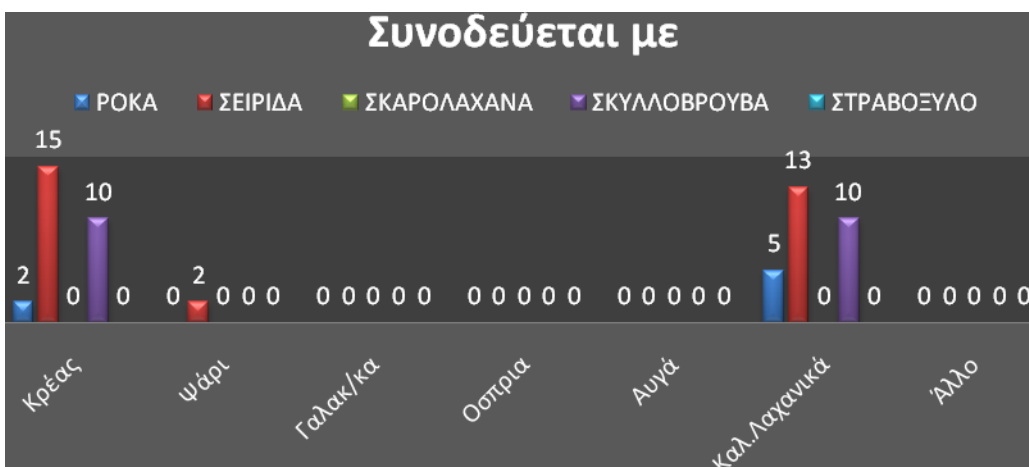 Συνοδεύεται με
ΡΟΚΑ ΣΕΙΡΙΔΑ ΣΚΑΡΟΛΑΧΑΝΑ ΣΚΥΛΛΟΒΡΟΥΒΑ ΣΤΡΑΒΟΞΥΛΟ
2 15 0 10 0 0 2 0 0 0 0 0 0 0 0 0 0 0 0 0 0 0 0 0 0 5 13 0 10 0 0 0 0 0 0
Κρέας Ψάρι Γαλακ/κα Οσπρια Αυγά Καλ.Λαχανικά Άλλο